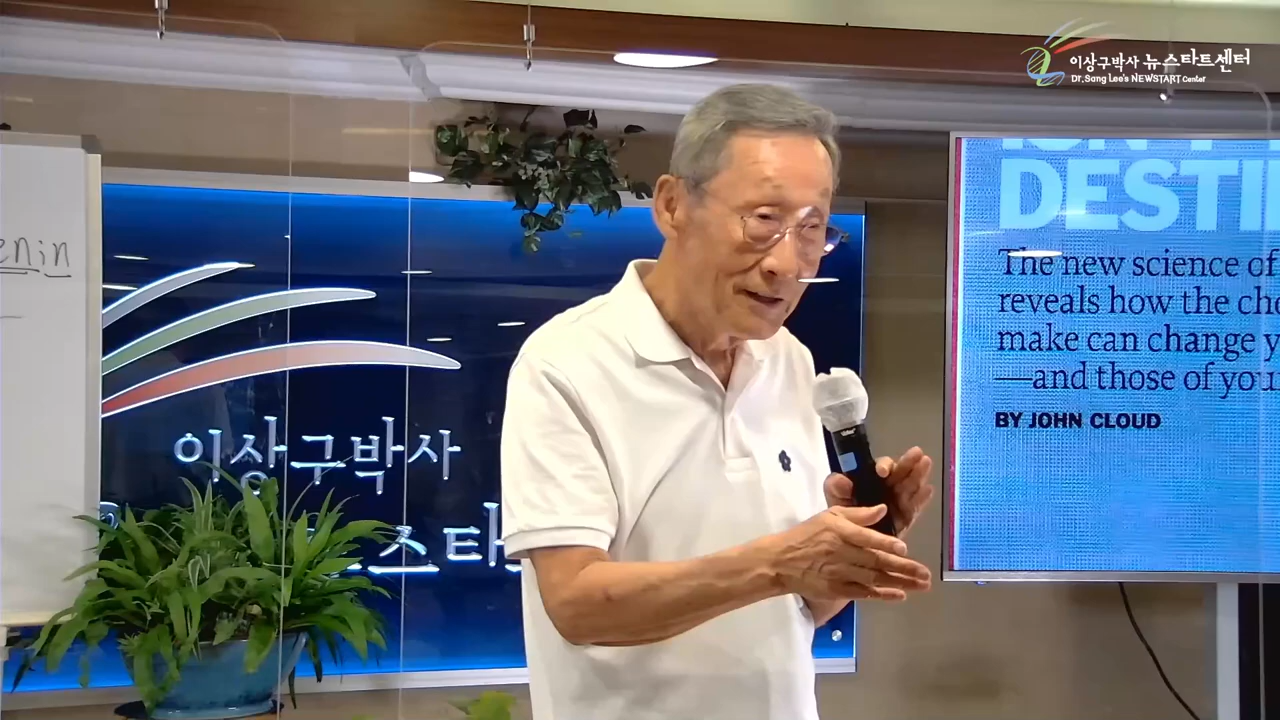 이상구박사 뉴스타트센터
Dr. Sang Lee's NEWSTART Center
enin
이상구박사
스타
DESTI
The new science of
reveals how the cho
make can change y
—and those of you
BY JOHN CLOUD